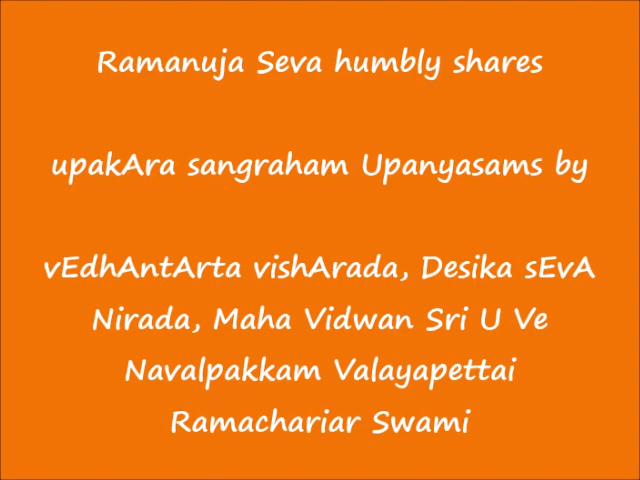 Ramanuja Seva humbly shares
upakAra sangraham Upanyasams by
vEdhAntArta vishArada, Desika sEvA
Nirada, Maha Vidwan Sri U Ve
Navalpakkam Valayapettai
Ramachariar Swami